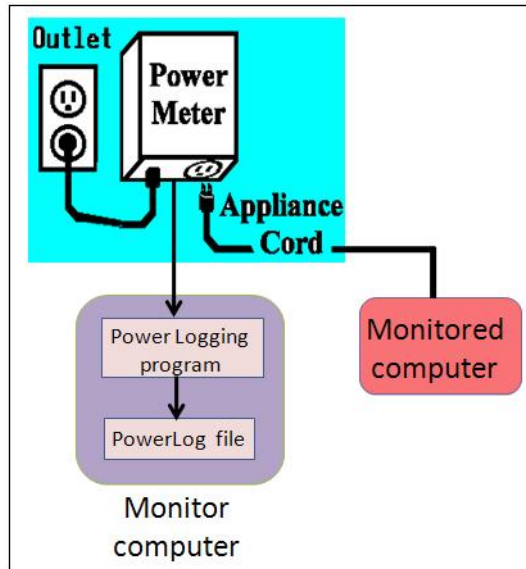 Outlet
Power
Meter
Appliance
Cord
Power Logging
program
PowerLog file
Monitored
computer
Monitor
computer